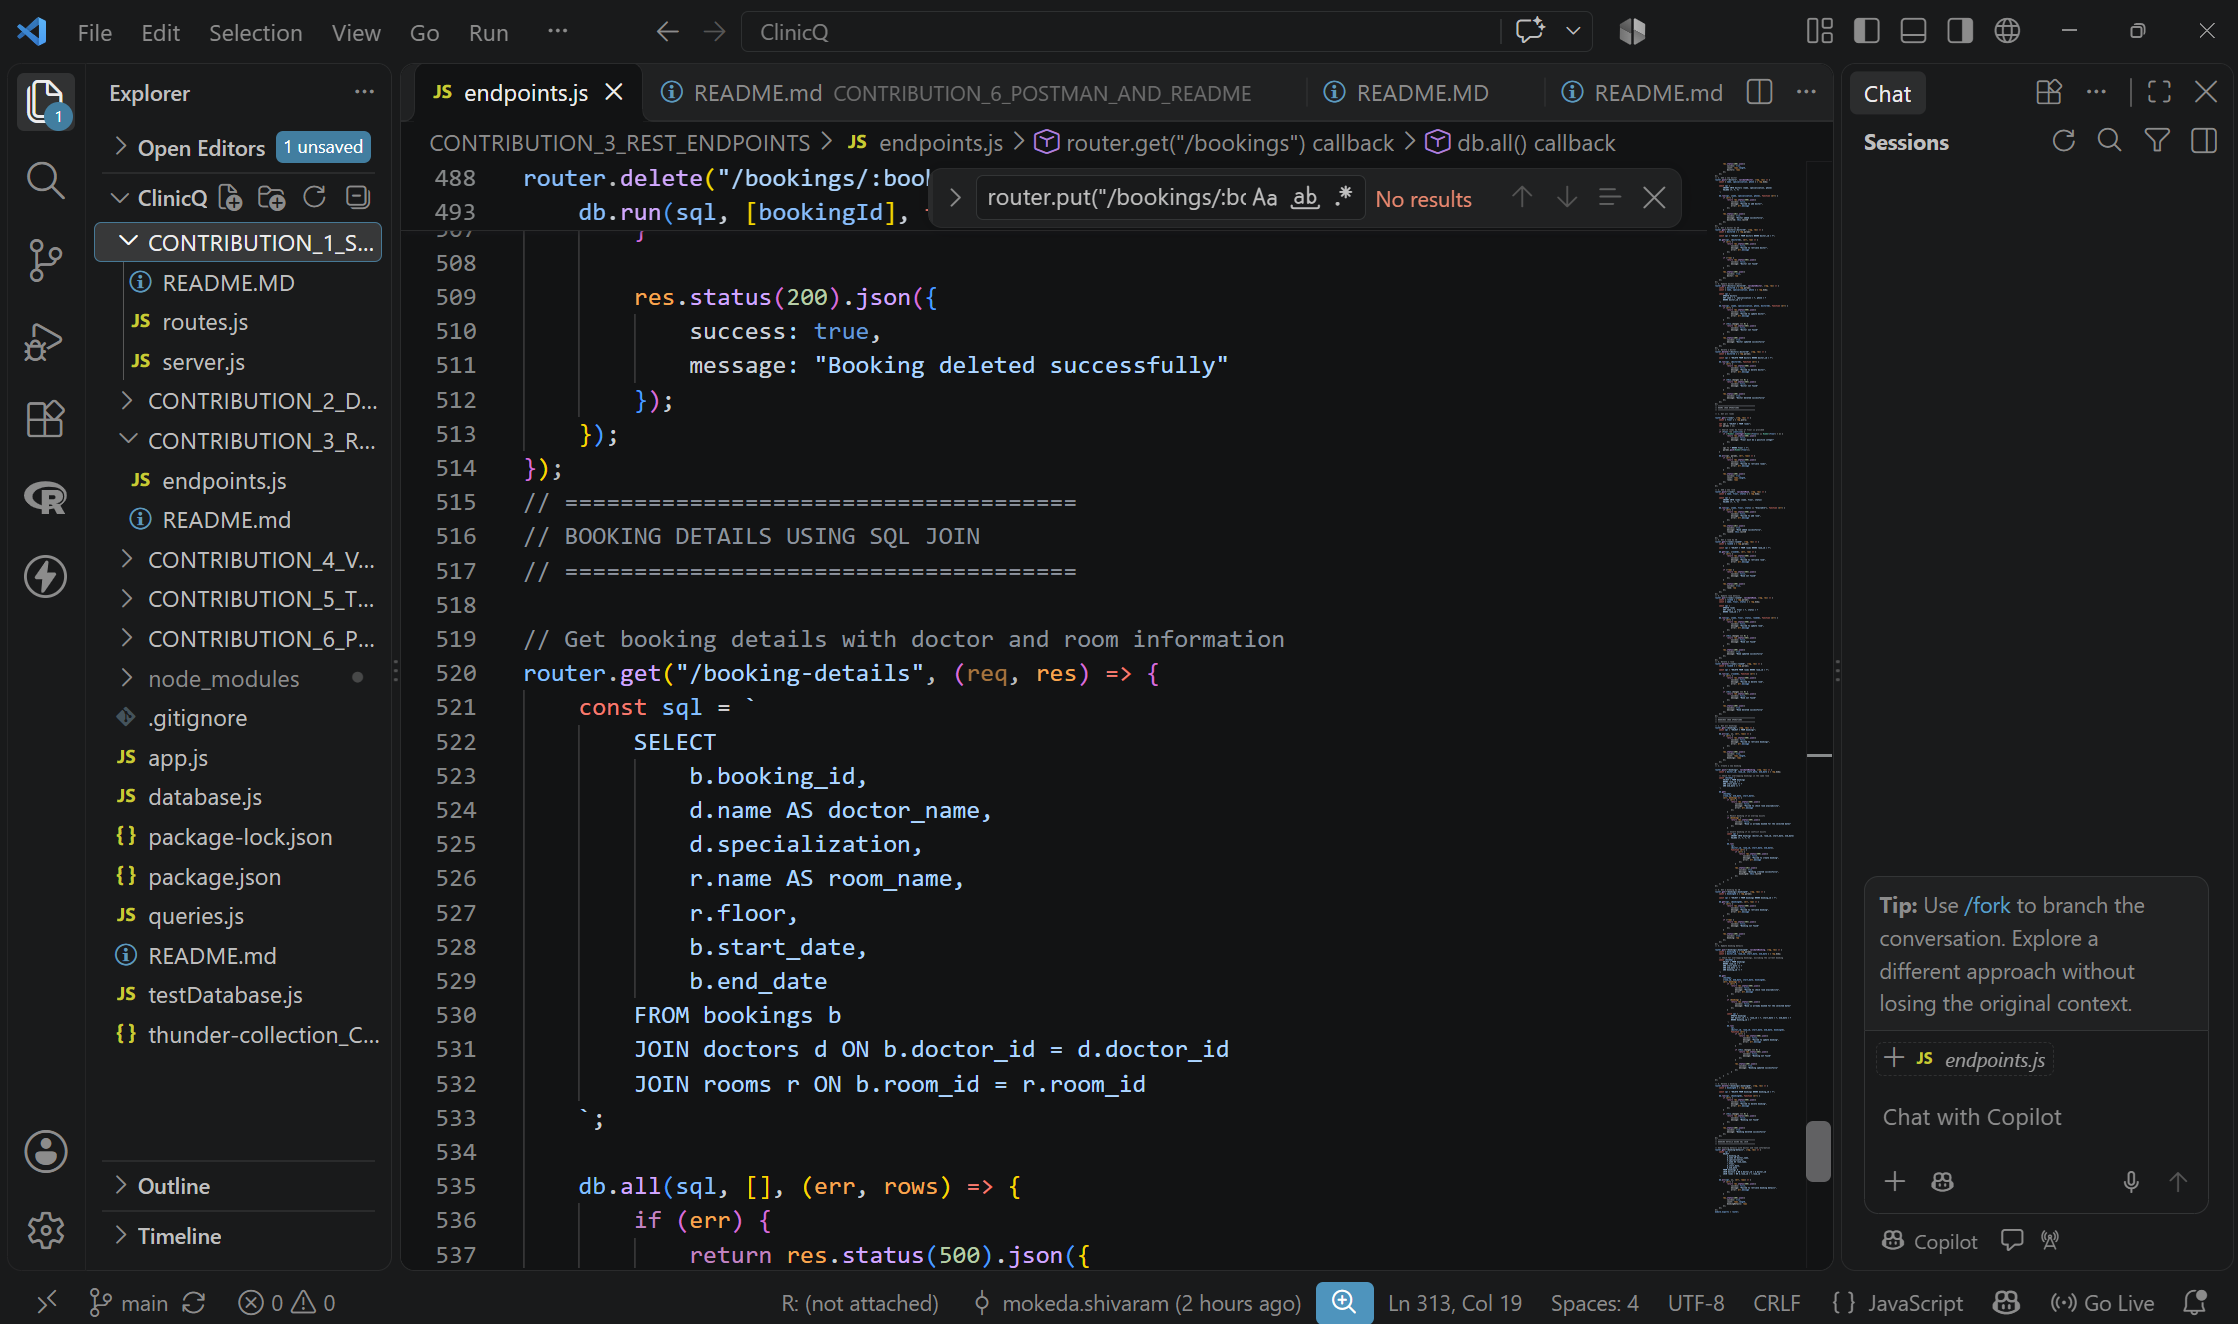 File Edit Selection View Go Run ··· ClinicQ
Explorer ···
1
Open Editors 1 unsaved
ClinicQ
CONTRIBUTION_1_S...
README.MD
JS routes.js
JS server.js
CONTRIBUTION_2_D...
CONTRIBUTION_3_R...
JS endpoints.js
README.md
CONTRIBUTION_4_V...
CONTRIBUTION_5_T...
CONTRIBUTION_6_P...
node_modules
.gitignore
JS app.js
JS database.js
{} package-lock.json
{} package.json
JS queries.js
README.md
JS testDatabase.js
{} thunder-collection_C...
Outline
Timeline
JS endpoints.js README.md CONTRIBUTION_6_POSTMAN_AND_README README.MD README.md ···
CONTRIBUTION_3_REST_ENDPOINTS > JS endpoints.js > router.get("/bookings") callback > db.all() callback
router.put("/bookings/:bc Aa ab .* No results
488 router.delete("/bookings/:bool
493 db.run(sql, [bookingId],
507 }
508
509 res.status(200).json({
510 success: true,
511 message: "Booking deleted successfully"
512 });
513 });
514 });
515 // =====================================
516 // BOOKING DETAILS USING SQL JOIN
517 // =====================================
518
519 // Get booking details with doctor and room information
520 router.get("/booking-details", (req, res) => {
521 const sql = `
522 SELECT
523 b.booking_id,
524 d.name AS doctor_name,
525 d.specialization,
526 r.name AS room_name,
527 r.floor,
528 b.start_date,
529 b.end_date
530 FROM bookings b
531 JOIN doctors d ON b.doctor_id = d.doctor_id
532 JOIN rooms r ON b.room_id = r.room_id
533 `;
534
535 db.all(sql, [], (err, rows) => {
536 if (err) {
537 return res.status(500).json({
Chat ···
Sessions
Tip: Use /fork to branch the
conversation. Explore a
different approach without
losing the original context.
JS endpoints.js
Chat with Copilot
Copilot
main 0 0 R: (not attached) mokeda.shivaram (2 hours ago) Ln 313, Col 19 Spaces: 4 UTF-8 CRLF {} JavaScript Go Live